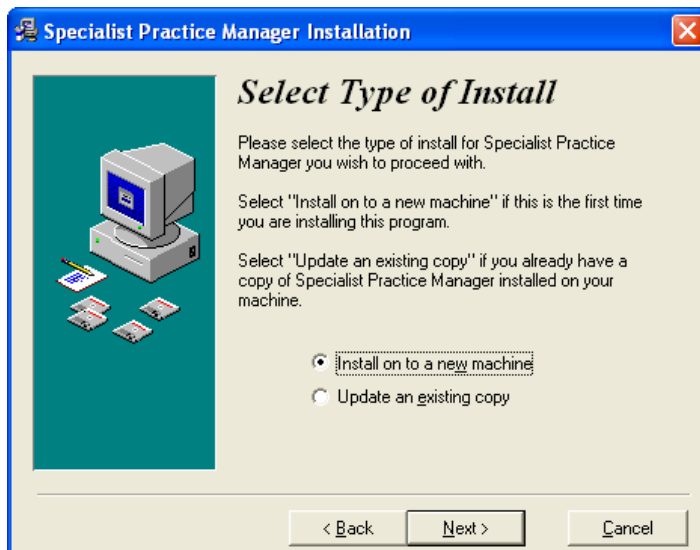 Specialist Practice Manager Installation
Select Type of Install
Please select the type of install for Specialist Practice
Manager you wish to proceed with.
Select "Install on to a new machine" if this is the first time
you are installing this program.
Select "Update an existing copy" if you already have a
copy of Specialist Practice Manager installed on your
machine.
Install on to a new machine
Update an existing copy
< Back
Next >
Cancel